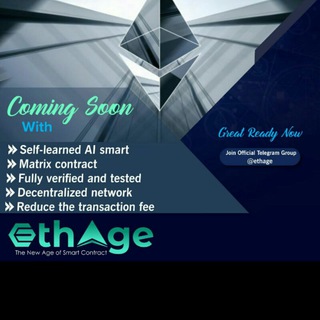 Coming Soon
With
Self-learned AI smart
Matrix contract
Fully verified and tested
Decentralized network
Reduce the transaction fee
Great Ready Now
Join Official Telegram Group
@ethage
ethAge
The New Age of Smart Contract